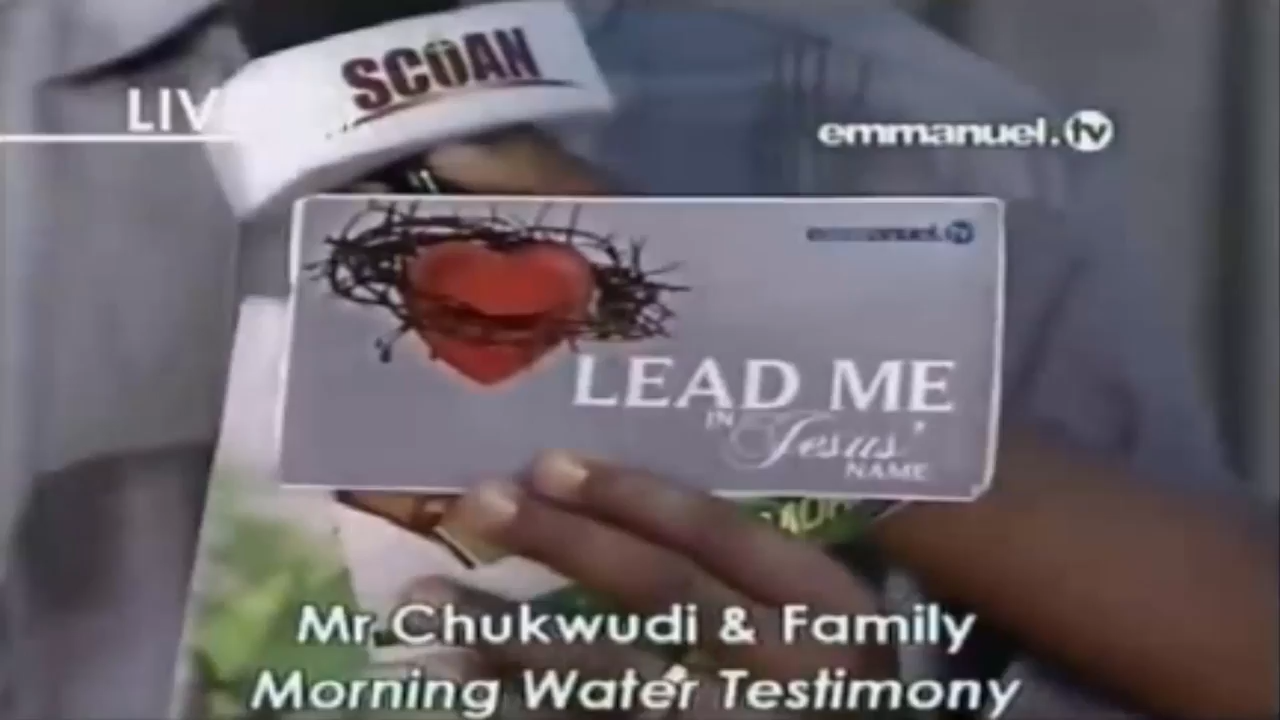 SCOAN
LIV
emmanuel.tv
emmanuel.tv
LEAD ME
IN
Jesus'
NAME
Mr Chukwudi & Family
Morning Water Testimony